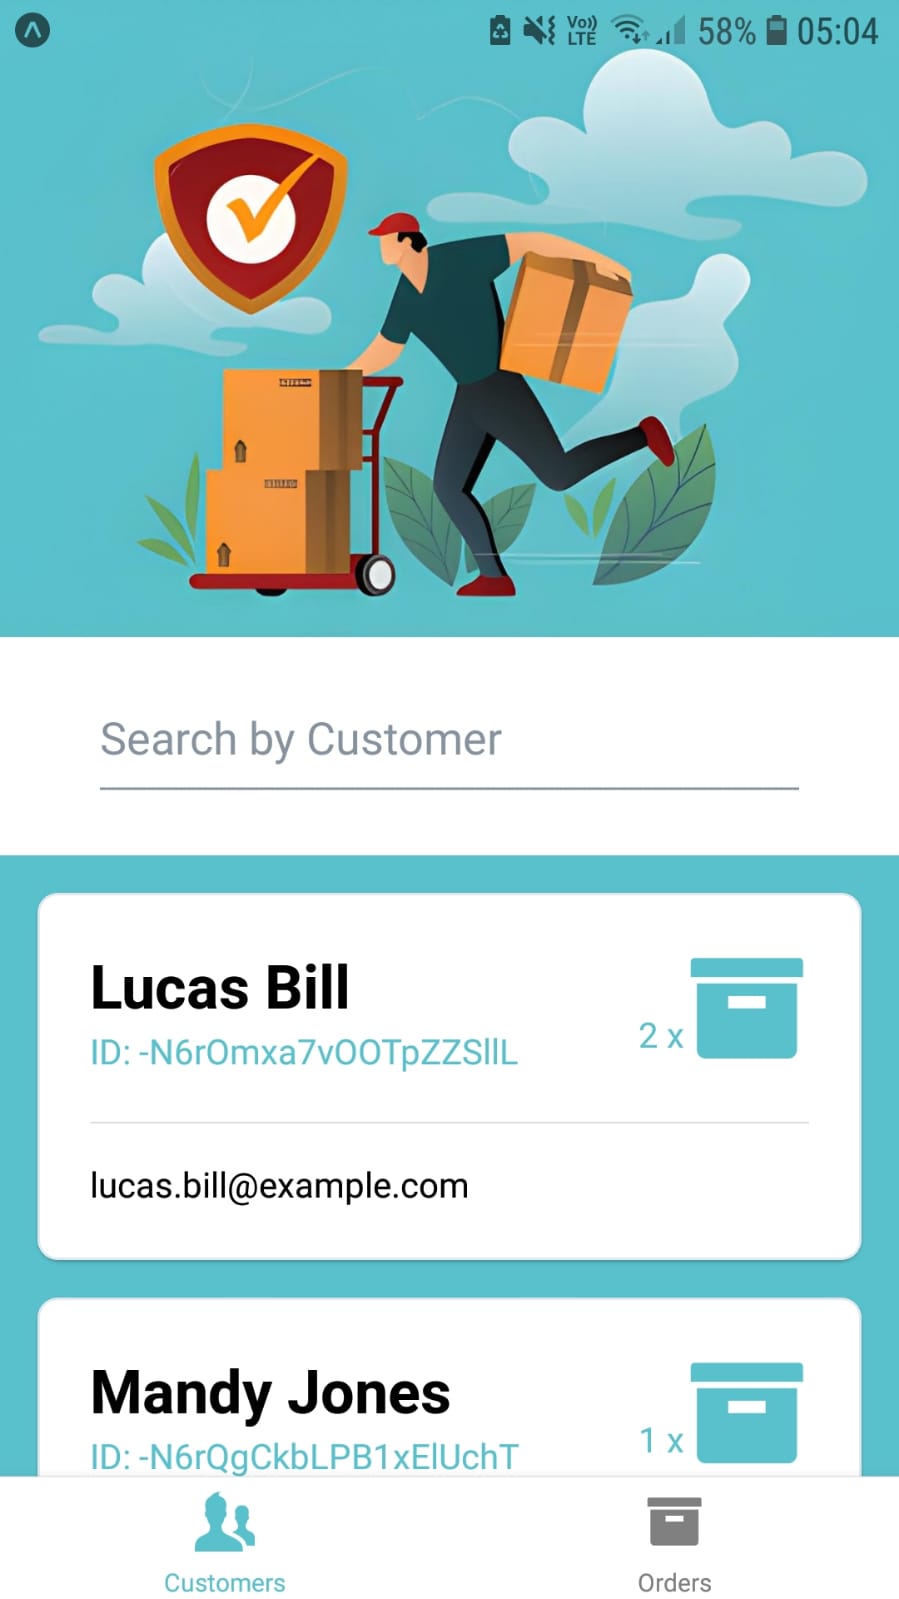 Vo)) LTE 58% 05:04
Search by Customer
Lucas Bill
ID: -N6rOmxa7vOOTpZZSllL
2 x
lucas.bill@example.com
Mandy Jones
ID: -N6rQgCkbLPB1xElUchT
1 x
Customers
Orders